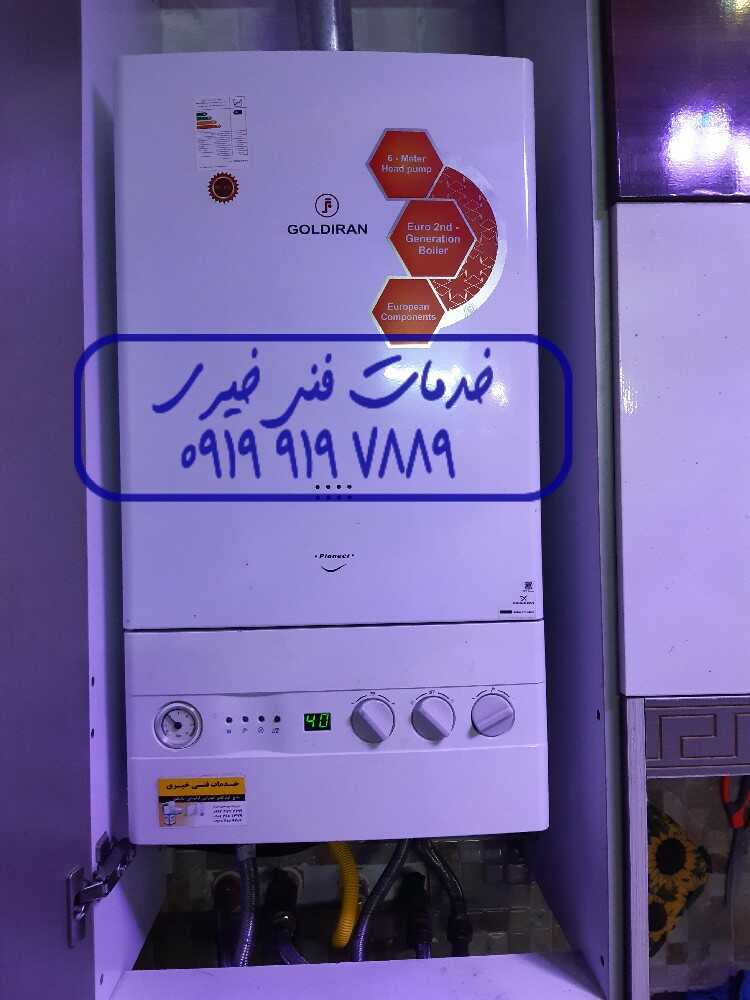 6 - Meter
Head pump
GOLDIRAN
Euro 2nd -
Generation
Boiler
European
Components
خدمات فنی خیری
۰۹۱۹ ۹۱۹ ۷۸۸۹
Pioneer
40
خدمات فنی خیری